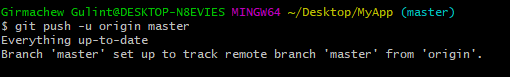 Girmachew Gulint@DESKTOP-N8EVIES MINGW64 ~/Desktop/MyApp (master)
$ git push -u origin master
Everything up-to-date
Branch 'master' set up to track remote branch 'master' from 'origin'.